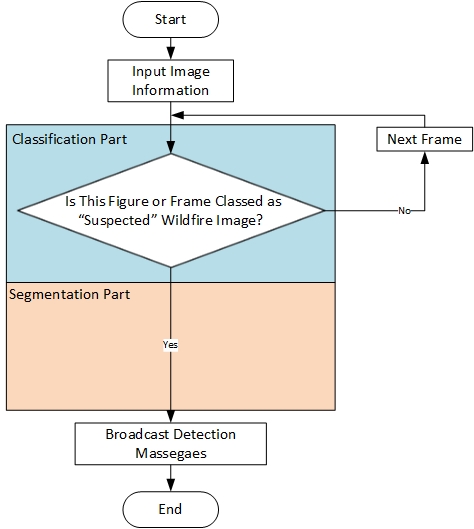 Start
Input Image
Information
Classification Part
Next Frame
Is This Figure or Frame Classed as
“Suspected” Wildfire Image?
No
Segmentation Part
Yes
Broadcast Detection
Massegaes
End